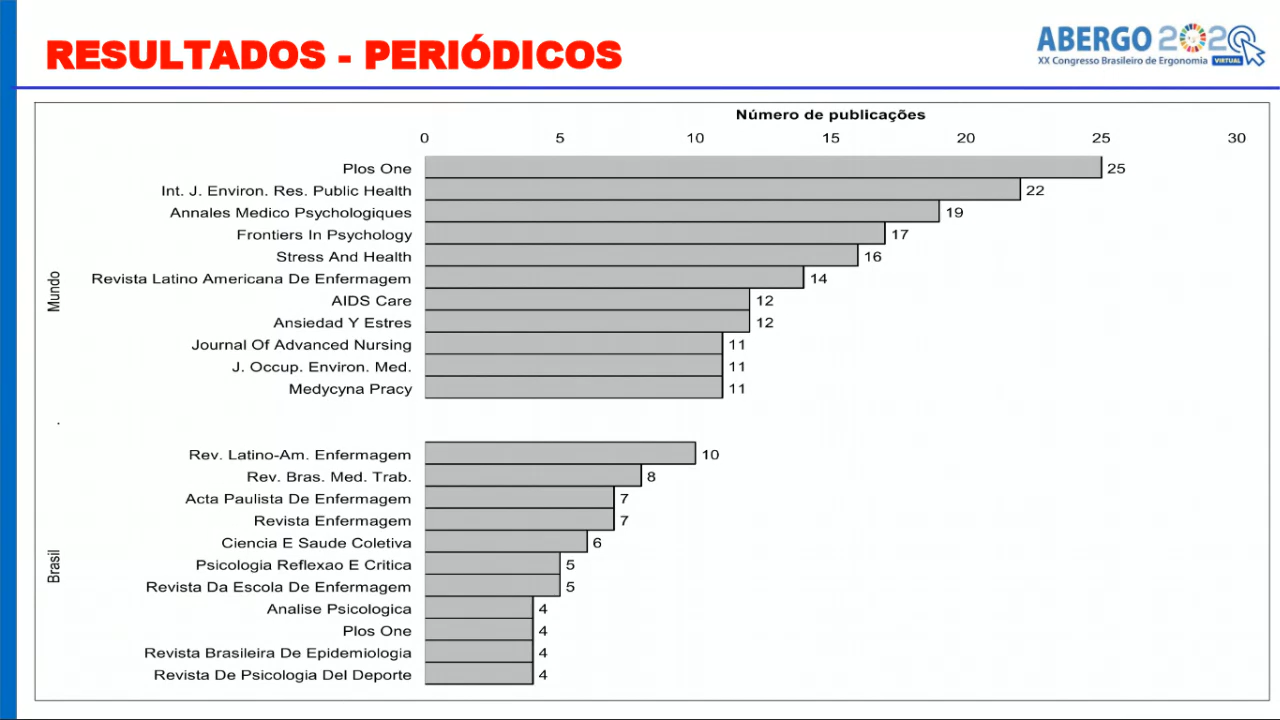 RESULTADOS - PERIÓDICOS
ABERGO 2020
XX Congresso Brasileiro de Ergonomia VIRTUAL
Número de publicações
0 5 10 15 20 25 30
Mundo
Plos One 25
Int. J. Environ. Res. Public Health 22
Annales Medico Psychologiques 19
Frontiers In Psychology 17
Stress And Health 16
Revista Latino Americana De Enfermagem 14
AIDS Care 12
Ansiedad Y Estres 12
Journal Of Advanced Nursing 11
J. Occup. Environ. Med. 11
Medycyna Pracy 11
Brasil
Rev. Latino-Am. Enfermagem 10
Rev. Bras. Med. Trab. 8
Acta Paulista De Enfermagem 7
Revista Enfermagem 7
Ciencia E Saude Coletiva 6
Psicologia Reflexao E Critica 5
Revista Da Escola De Enfermagem 5
Analise Psicologica 4
Plos One 4
Revista Brasileira De Epidemiologia 4
Revista De Psicologia Del Deporte 4